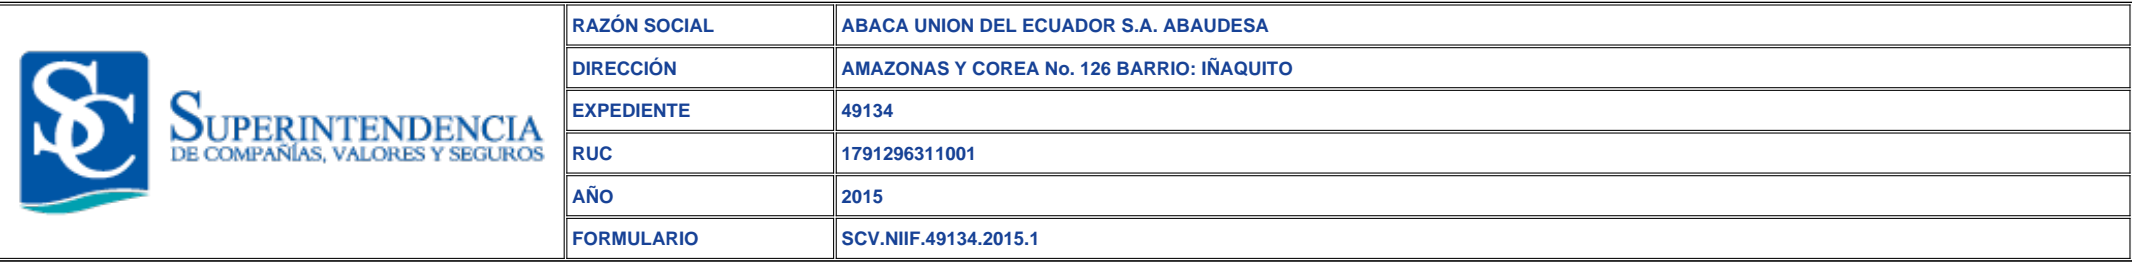 SC
SUPERINTENDENCIA
DE COMPAÑÍAS, VALORES Y SEGUROS
RAZÓN SOCIAL ABACA UNION DEL ECUADOR S.A. ABAUDESA
DIRECCIÓN AMAZONAS Y COREA No. 126 BARRIO: IÑAQUITO
EXPEDIENTE 49134
RUC 1791296311001
AÑO 2015
FORMULARIO SCV.NIIF.49134.2015.1